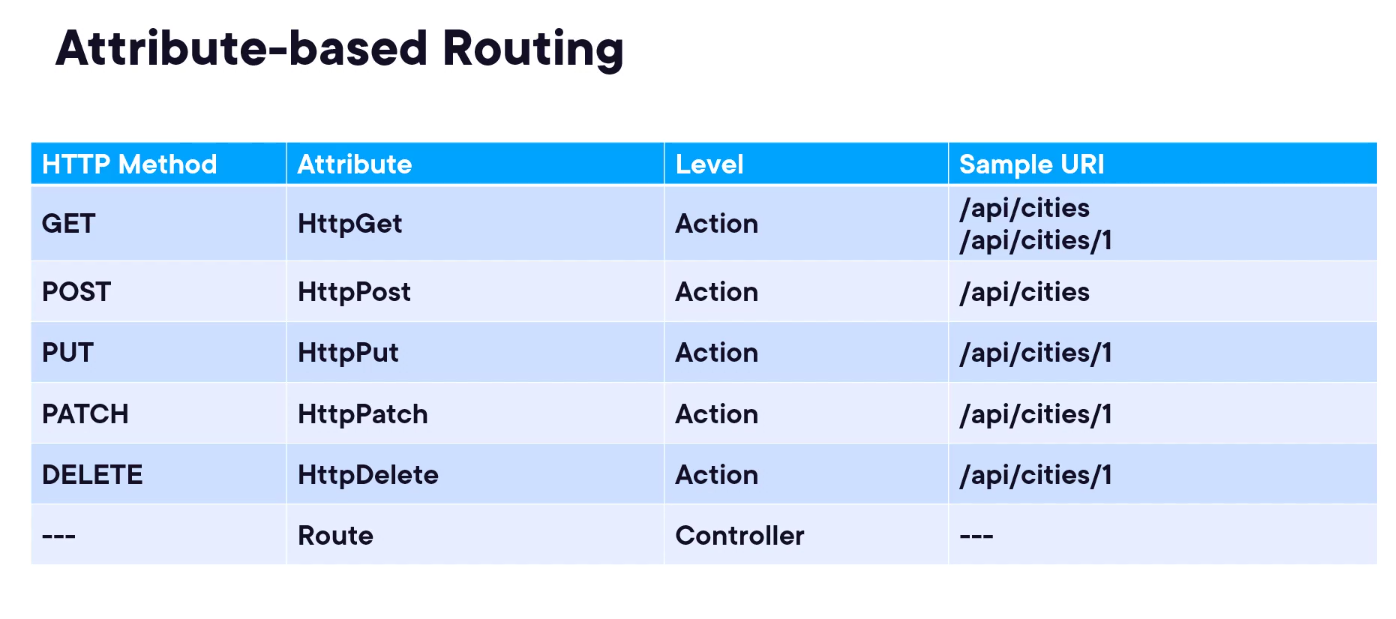 Attribute-based Routing
HTTP Method Attribute Level Sample URI
GET HttpGet Action /api/cities
/api/cities/1
POST HttpPost Action /api/cities
PUT HttpPut Action /api/cities/1
PATCH HttpPatch Action /api/cities/1
DELETE HttpDelete Action /api/cities/1
--- Route Controller ---